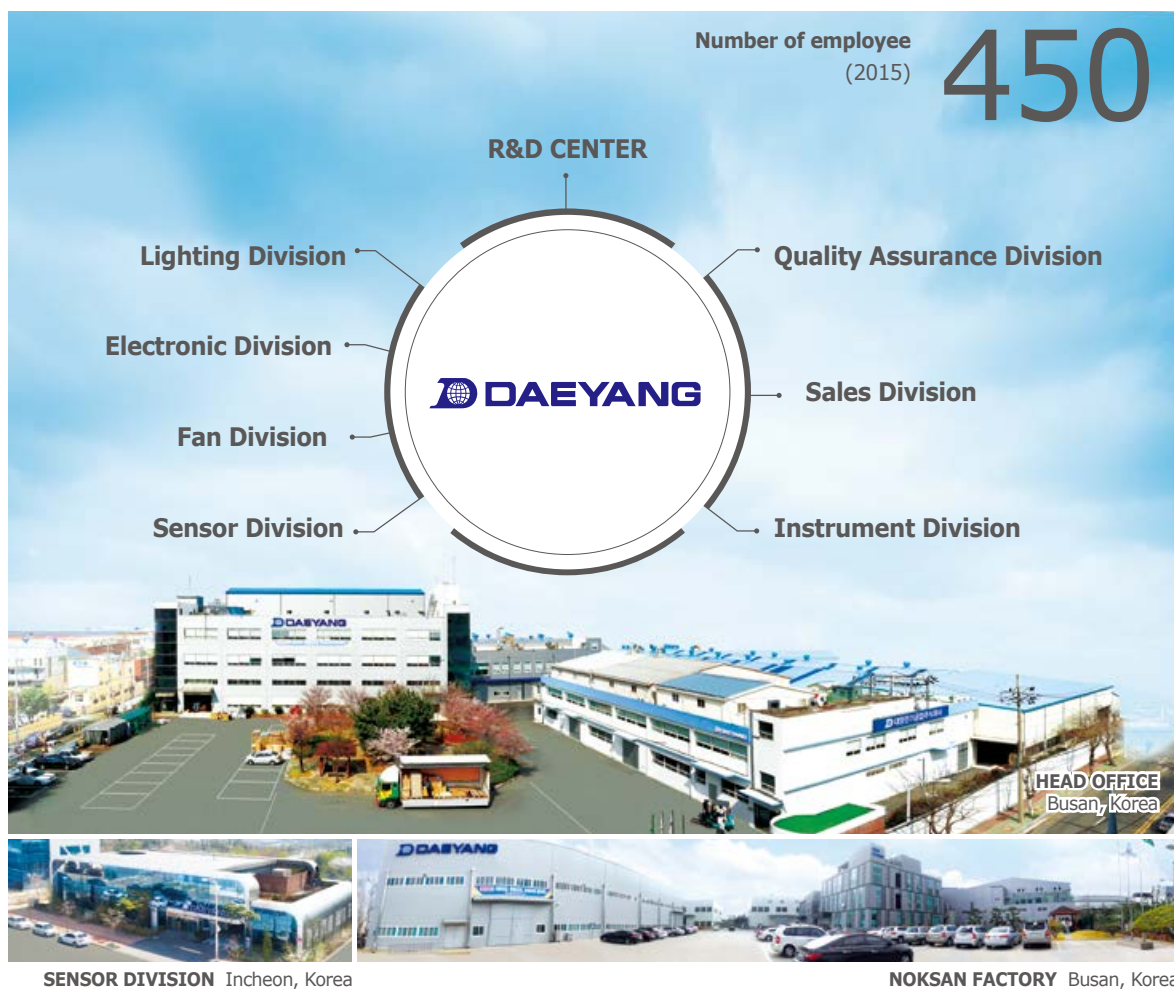 Number of employee
(2015)
450
R&D CENTER
Lighting Division
Quality Assurance Division
Electronic Division
DAEYANG
Sales Division
Fan Division
Sensor Division
Instrument Division
DAEYANG
HEAD OFFICE
Busan, Korea
DAEYANG
SENSOR DIVISION Incheon, Korea
NOKSAN FACTORY Busan, Korea